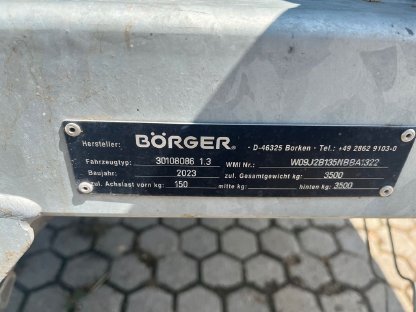 Hersteller: BÖRGER® · D-46325 Borken · Tel.: +49 2862 9103-0
Fahrzeugtyp: 30108086 1.3 WMI Nr.: W09J2B135NBBA1322
Baujahr: 2023 zul. Gesamtgewicht kg: 3500
zul. Achslast vorn kg: 150 mitte kg: hinten kg: 3500